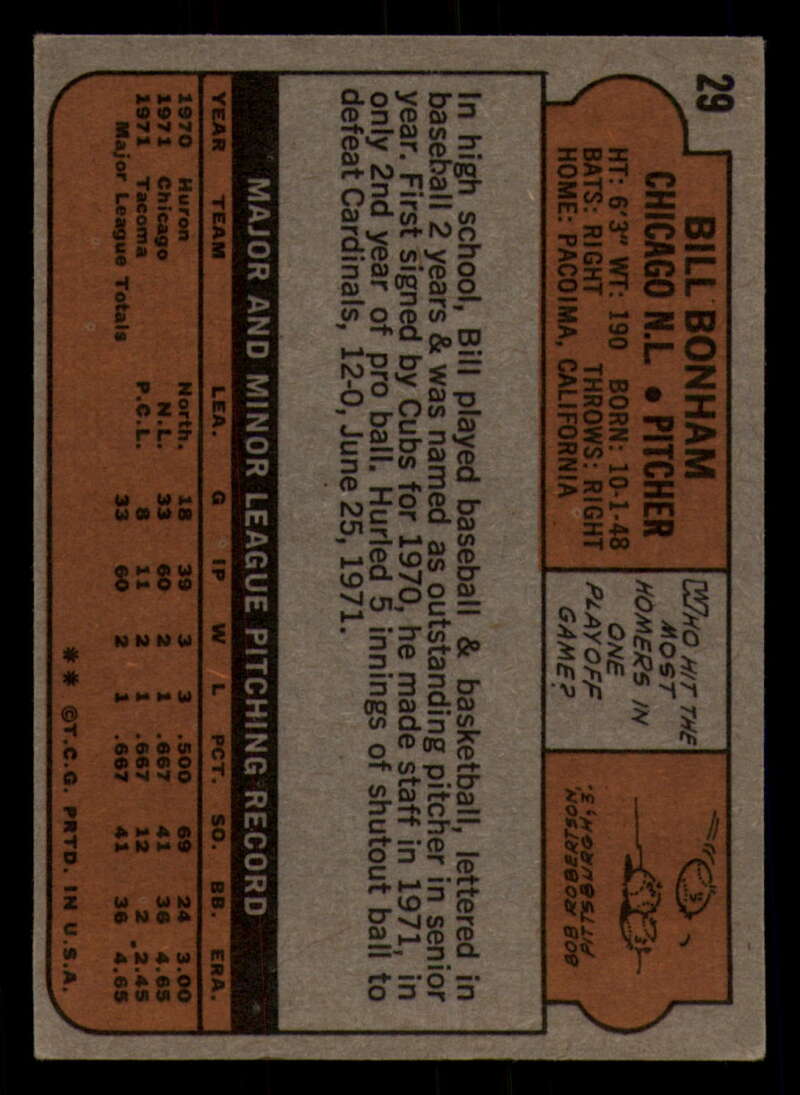 29
BILL BONHAM
CHICAGO N.L. • PITCHER
HT: 6'3" WT: 190 BORN: 10-1-48
BATS: RIGHT THROWS: RIGHT
HOME: PACOIMA, CALIFORNIA
WHO HIT THE
MOST
HOMERS IN
ONE
PLAYOFF
GAME?
BOB ROBERTSON,
PITTSBURGH, 3.
In high school, Bill played baseball & basketball, lettered in
baseball 2 years & was named as outstanding pitcher in senior
year. First signed by Cubs for 1970, he made staff in 1971, in
only 2nd year of pro ball. Hurled 5 innings of shutout ball to
defeat Cardinals, 12-0, June 25, 1971.
MAJOR AND MINOR LEAGUE PITCHING RECORD
YEAR TEAM LEA. G IP W L PCT. SO. BB. ERA.
1970 Huron North. 18 39 3 3 .500 69 24 3.00
1971 Chicago N.L. 33 60 2 1 .667 41 36 4.65
1971 Tacoma P.C.L. 8 11 2 1 .667 12 2 2.45
Major League Totals 33 60 2 1 .667 41 36 4.65
** ©T.C.G. PRTD. IN U.S.A.